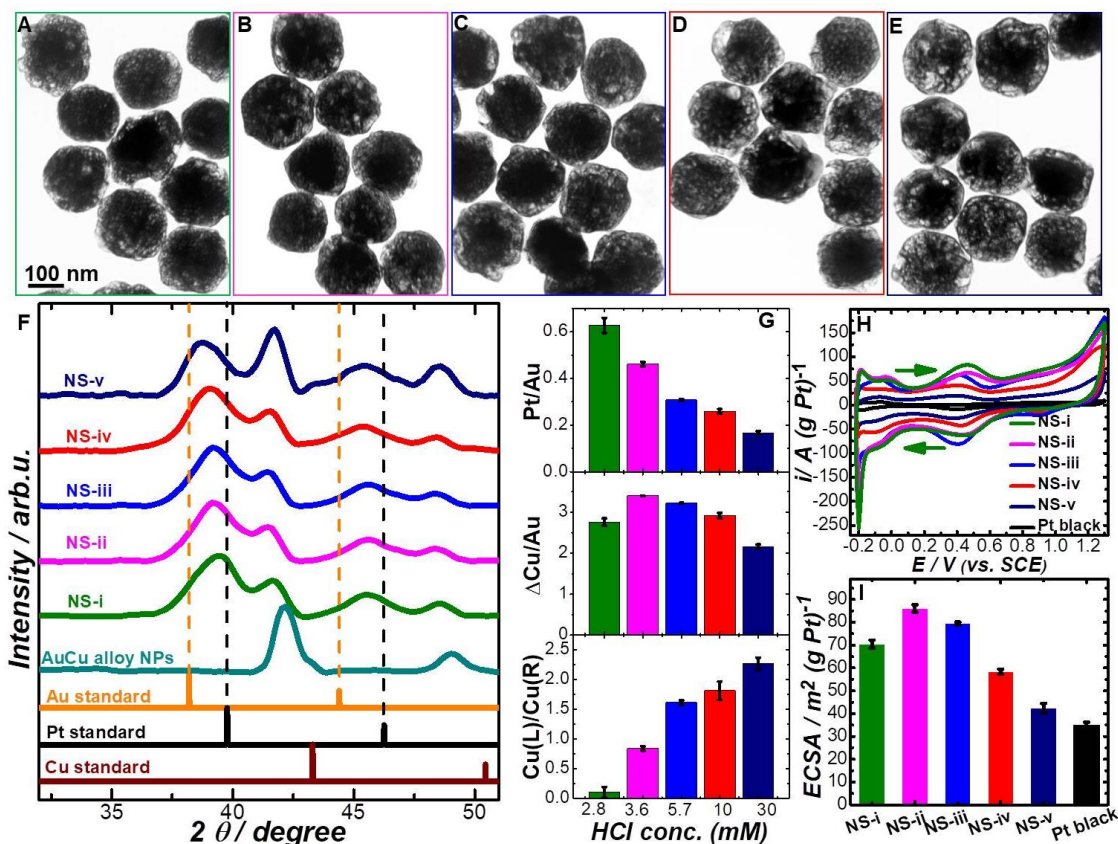 A
B
C
D
E
100 nm
F
NS-v
NS-iv
NS-iii
NS-ii
NS-i
AuCu alloy NPs
Au standard
Pt standard
Cu standard
Intensity / arb.u.
35
40
45
50
2 θ / degree
G
0.6
0.4
0.2
0.0
Pt/Au
4
2
0
ΔCu/Au
2.5
2.0
1.5
1.0
0.5
0.0
Cu(L)/Cu(R)
2.8
3.6
5.7
10
30
HCl conc. (mM)
H
150
100
50
0
-50
-100
-150
-200
-250
i / A (g Pt)-1
NS-i
NS-ii
NS-iii
NS-iv
NS-v
Pt black
-0.2
0.0
0.2
0.4
0.6
0.8
1.0
1.2
E / V (vs. SCE)
I
90
80
70
60
50
40
30
20
10
0
ECSA / m2 (g Pt)-1
NS-i
NS-ii
NS-iii
NS-iv
NS-v
Pt black